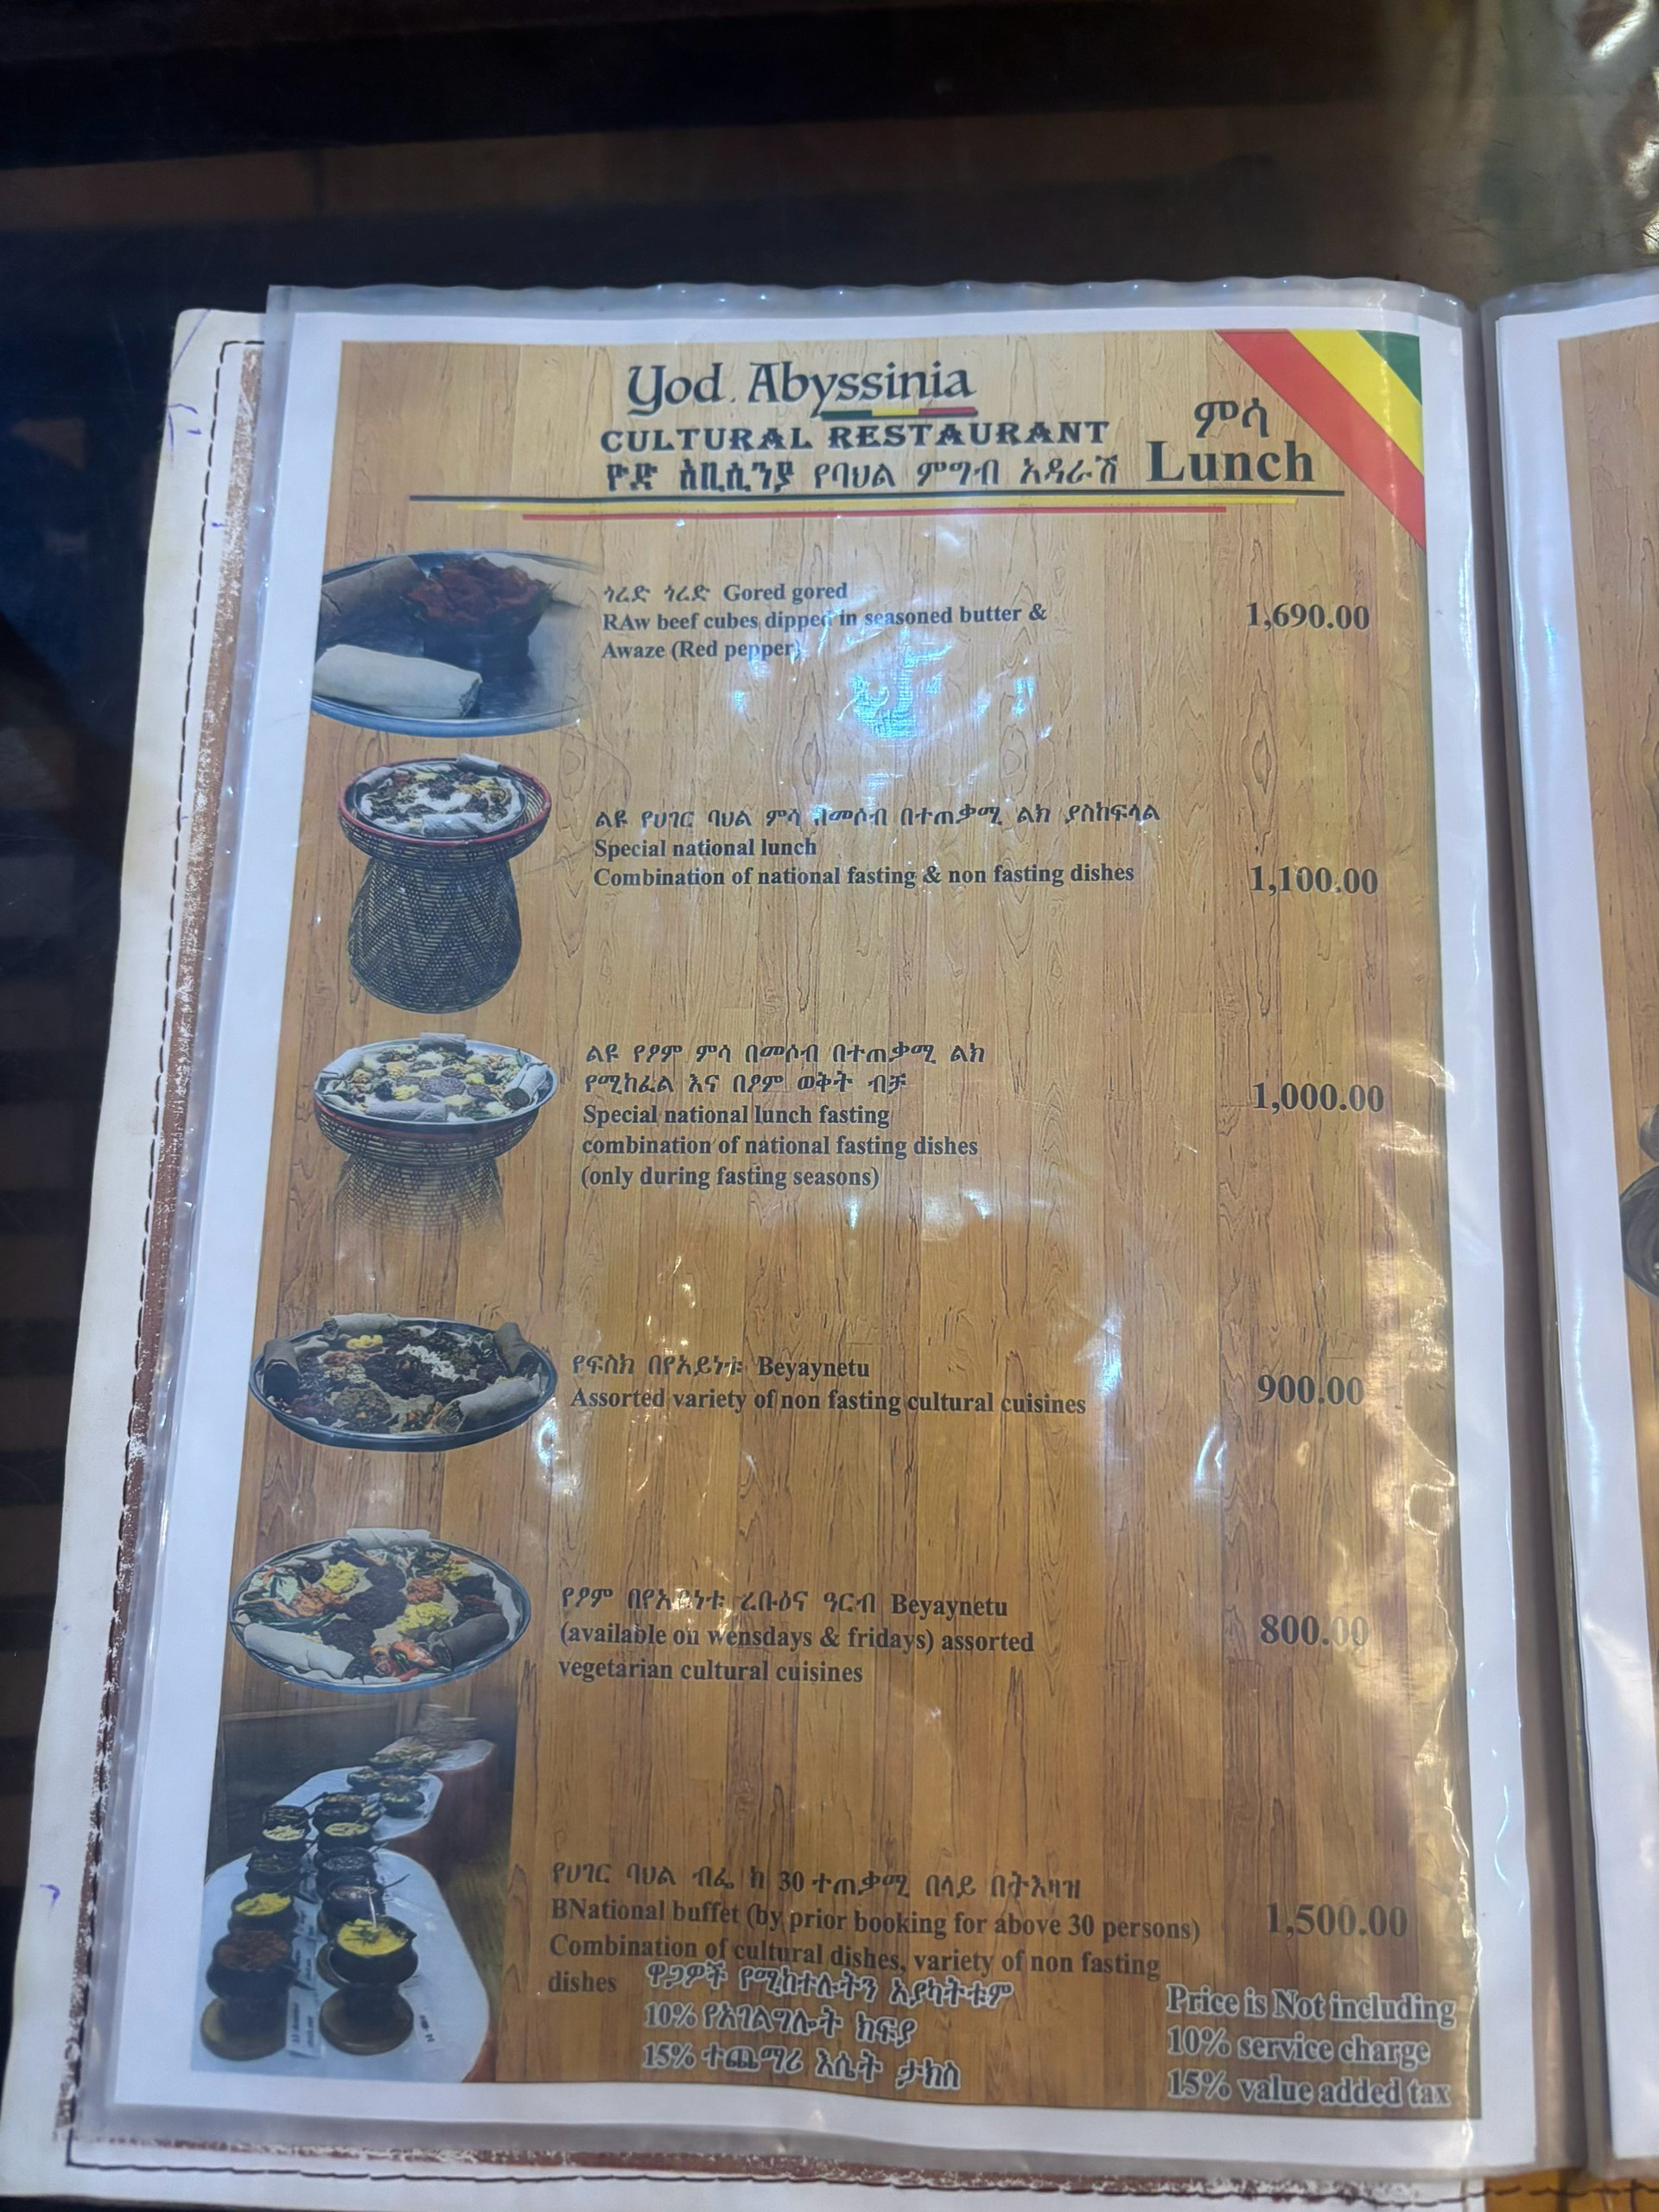 Yod Abyssinia
CULTURAL RESTAURANT
ዮድ አቢሲንያ የባህል ምግብ አዳራሽ
ምሳ
Lunch
ጎረድ ጎረድ Gored gored
RAw beef cubes dipped in seasoned butter &
Awaze (Red pepper)
1,690.00
ልዩ የሀገር ባህል ምሳ በመሶብ በተጠቃሚ ልክ ያስከፍላል
Special national lunch
Combination of national fasting & non fasting dishes
1,100.00
ልዩ የፆም ምሳ በመሶብ በተጠቃሚ ልክ
የሚከፈል እና በፆም ወቅት ብቻ
Special national lunch fasting
combination of national fasting dishes
(only during fasting seasons)
1,000.00
የፍስክ በየአይነቱ Beyaynetu
Assorted variety of non fasting cultural cuisines
900.00
የፆም በየአይነቱ ረቡዕና ዓርብ Beyaynetu
(available on wensdays & fridays) assorted
vegetarian cultural cuisines
800.00
የሀገር ባህል ብፌ ከ 30 ተጠቃሚ በላይ በትእዛዝ
BNational buffet (by prior booking for above 30 persons)
Combination of cultural dishes, variety of non fasting
dishes
1,500.00
ዋጋዎች የሚከተሉትን አያካትቱም
10% የአገልግሎት ክፍያ
15% ተጨማሪ እሴት ታክስ
Price is Not including
10% service charge
15% value added tax